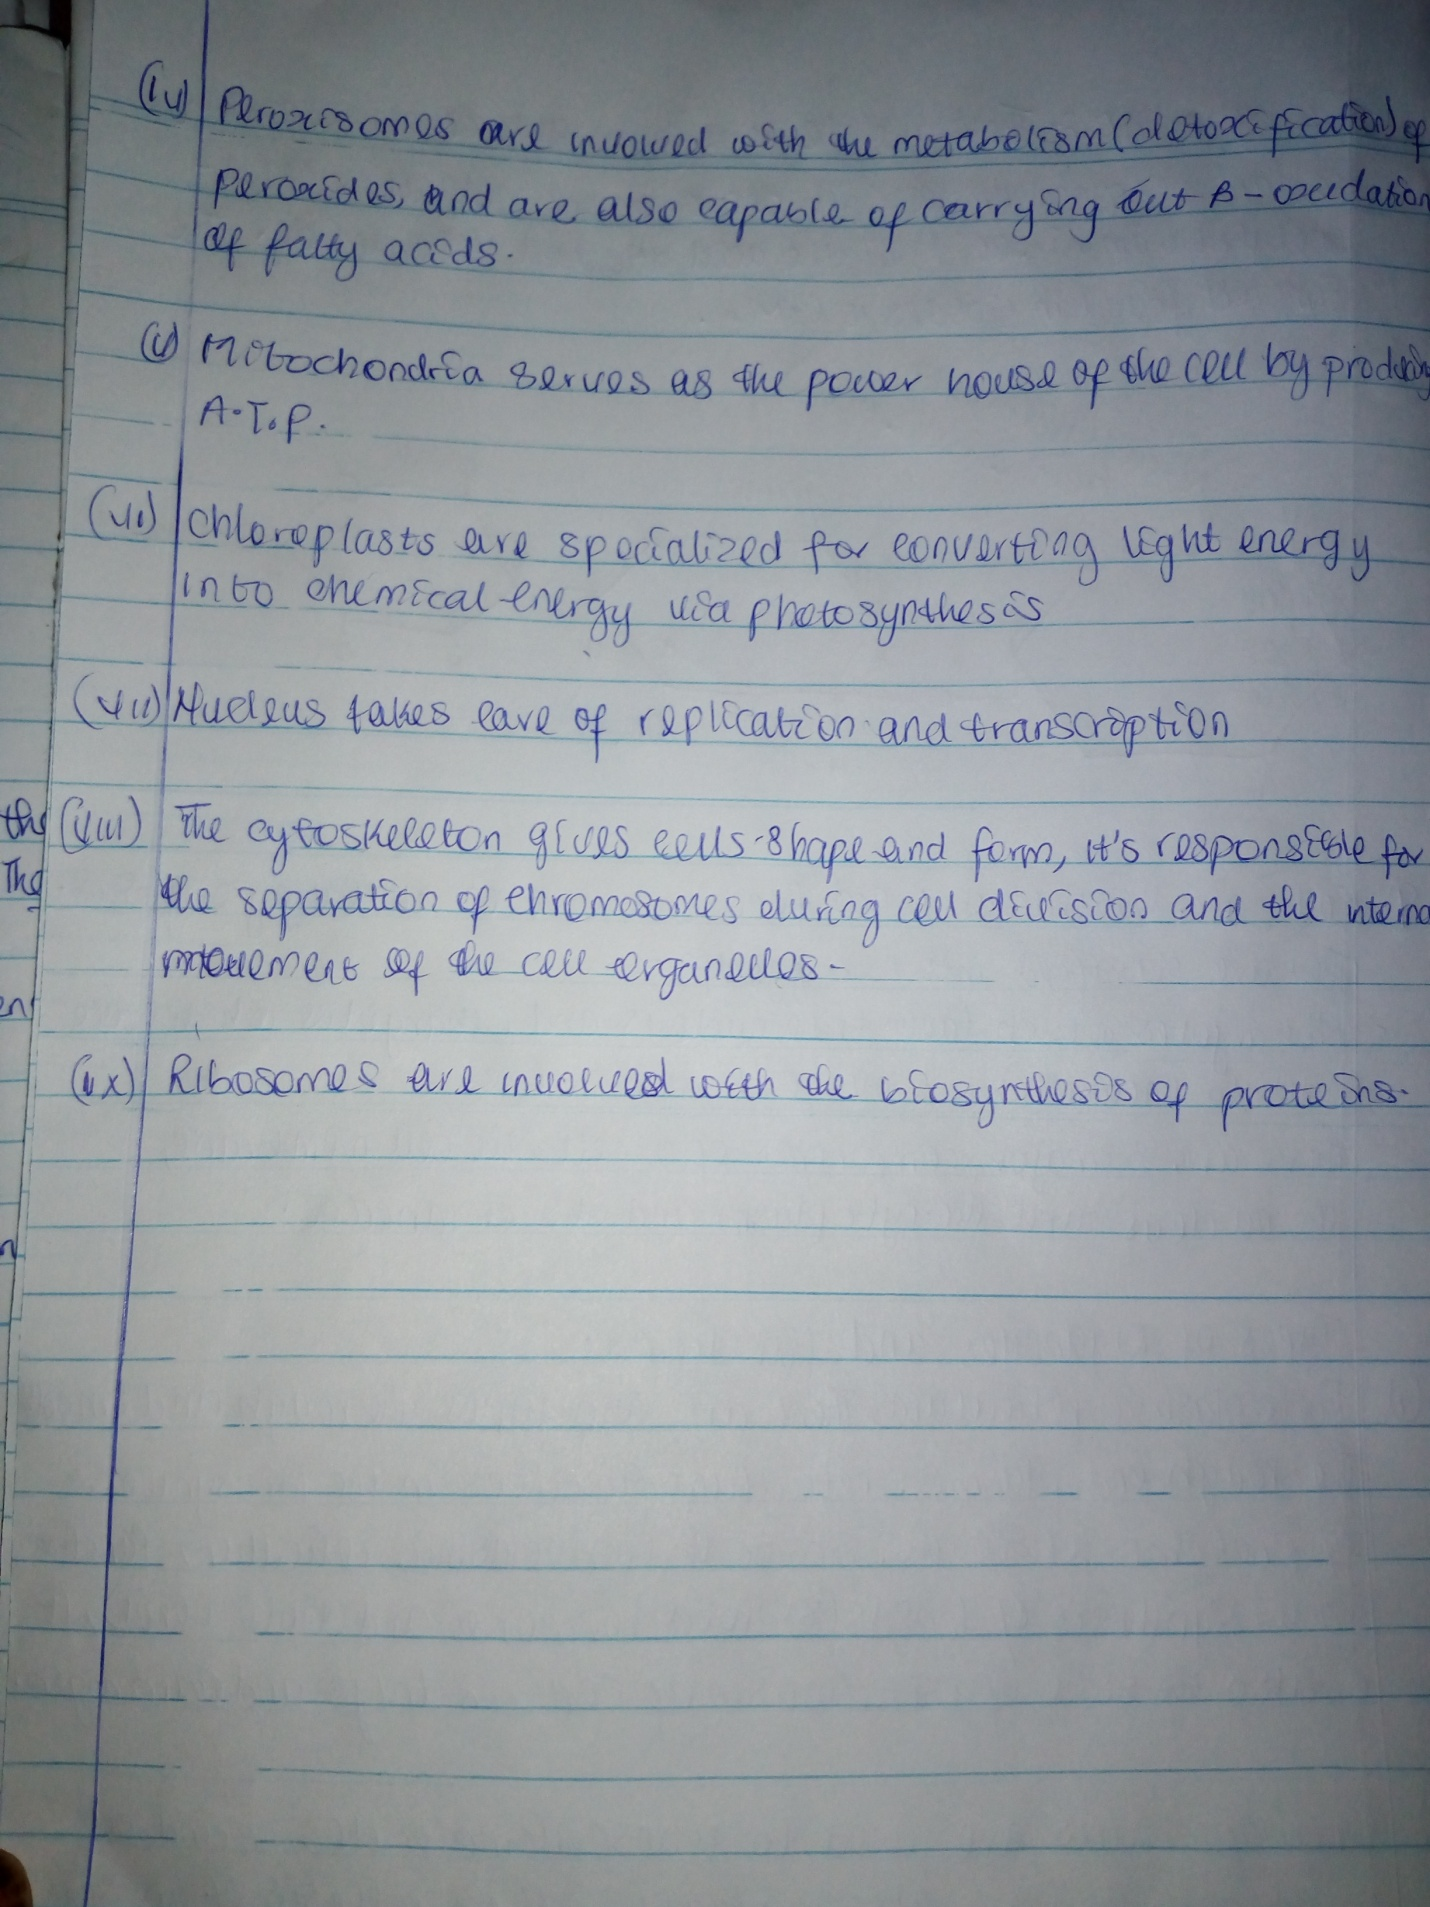 (iv) Peroxisomes are involved with the metabolism (detoxification) of
peroxides, and are also capable of carrying out β-oxidation
of fatty acids.
(v) Mitochondria serves as the power house of the cell by producing
A.T.P.
(vi) Chloroplasts are specialized for converting light energy
into chemical energy via photosynthesis
(vii) Nucleus takes care of replication and transcription
(viii) The cytoskeleton gives cells shape and form, it's responsible for
the separation of chromosomes during cell division and the interna
movement of the cell organelles-
(ix) Ribosomes are involved with the biosynthesis of proteins.